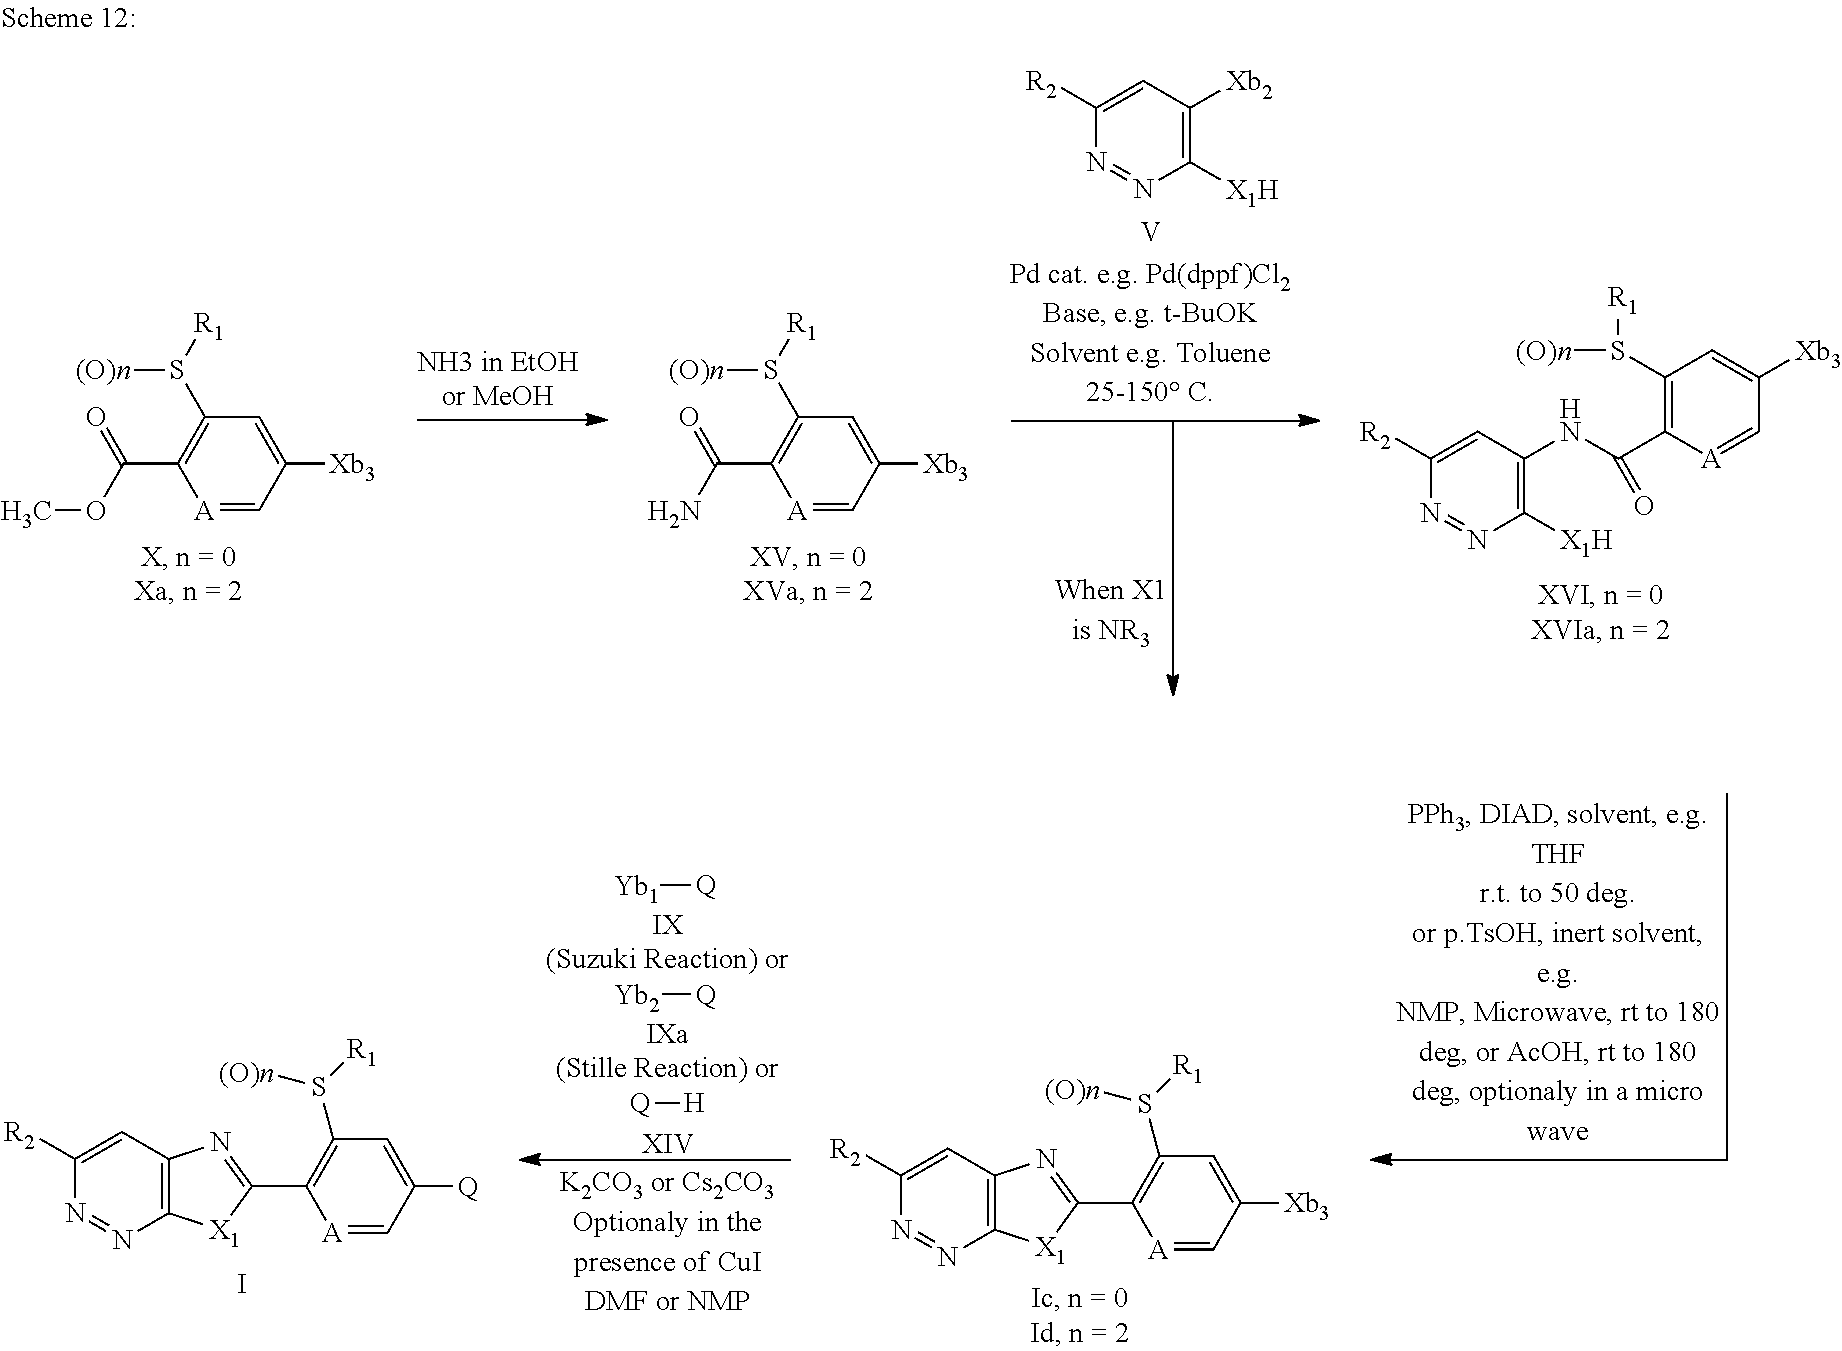 Scheme 12:
R2
Xb2
N
N
X1H
V
Pd cat. e.g. Pd(dppf)Cl2
Base, e.g. t-BuOK
Solvent e.g. Toluene
25-150° C.
R1
(O)n
S
O
H3C
O
A
Xb3
X, n = 0
Xa, n = 2
NH3 in EtOH
or MeOH
R1
(O)n
S
O
H2N
A
Xb3
XV, n = 0
XVa, n = 2
When X1
is NR3
R1
(O)n
S
Xb3
H
N
R2
A
O
N
N
X1H
XVI, n = 0
XVIa, n = 2
PPh3, DIAD, solvent, e.g.
THF
r.t. to 50 deg.
or p.TsOH, inert solvent,
e.g.
NMP, Microwave, rt to 180
deg, or AcOH, rt to 180
deg, optionaly in a micro
wave
R1
(O)n
S
R2
N
N
N
X1
A
Xb3
Ic, n = 0
Id, n = 2
Yb1—Q
IX
(Suzuki Reaction) or
Yb2—Q
IXa
(Stille Reaction) or
Q—H
XIV
K2CO3 or Cs2CO3
Optionaly in the
presence of CuI
DMF or NMP
R1
(O)n
S
R2
N
N
N
X1
A
Q
I